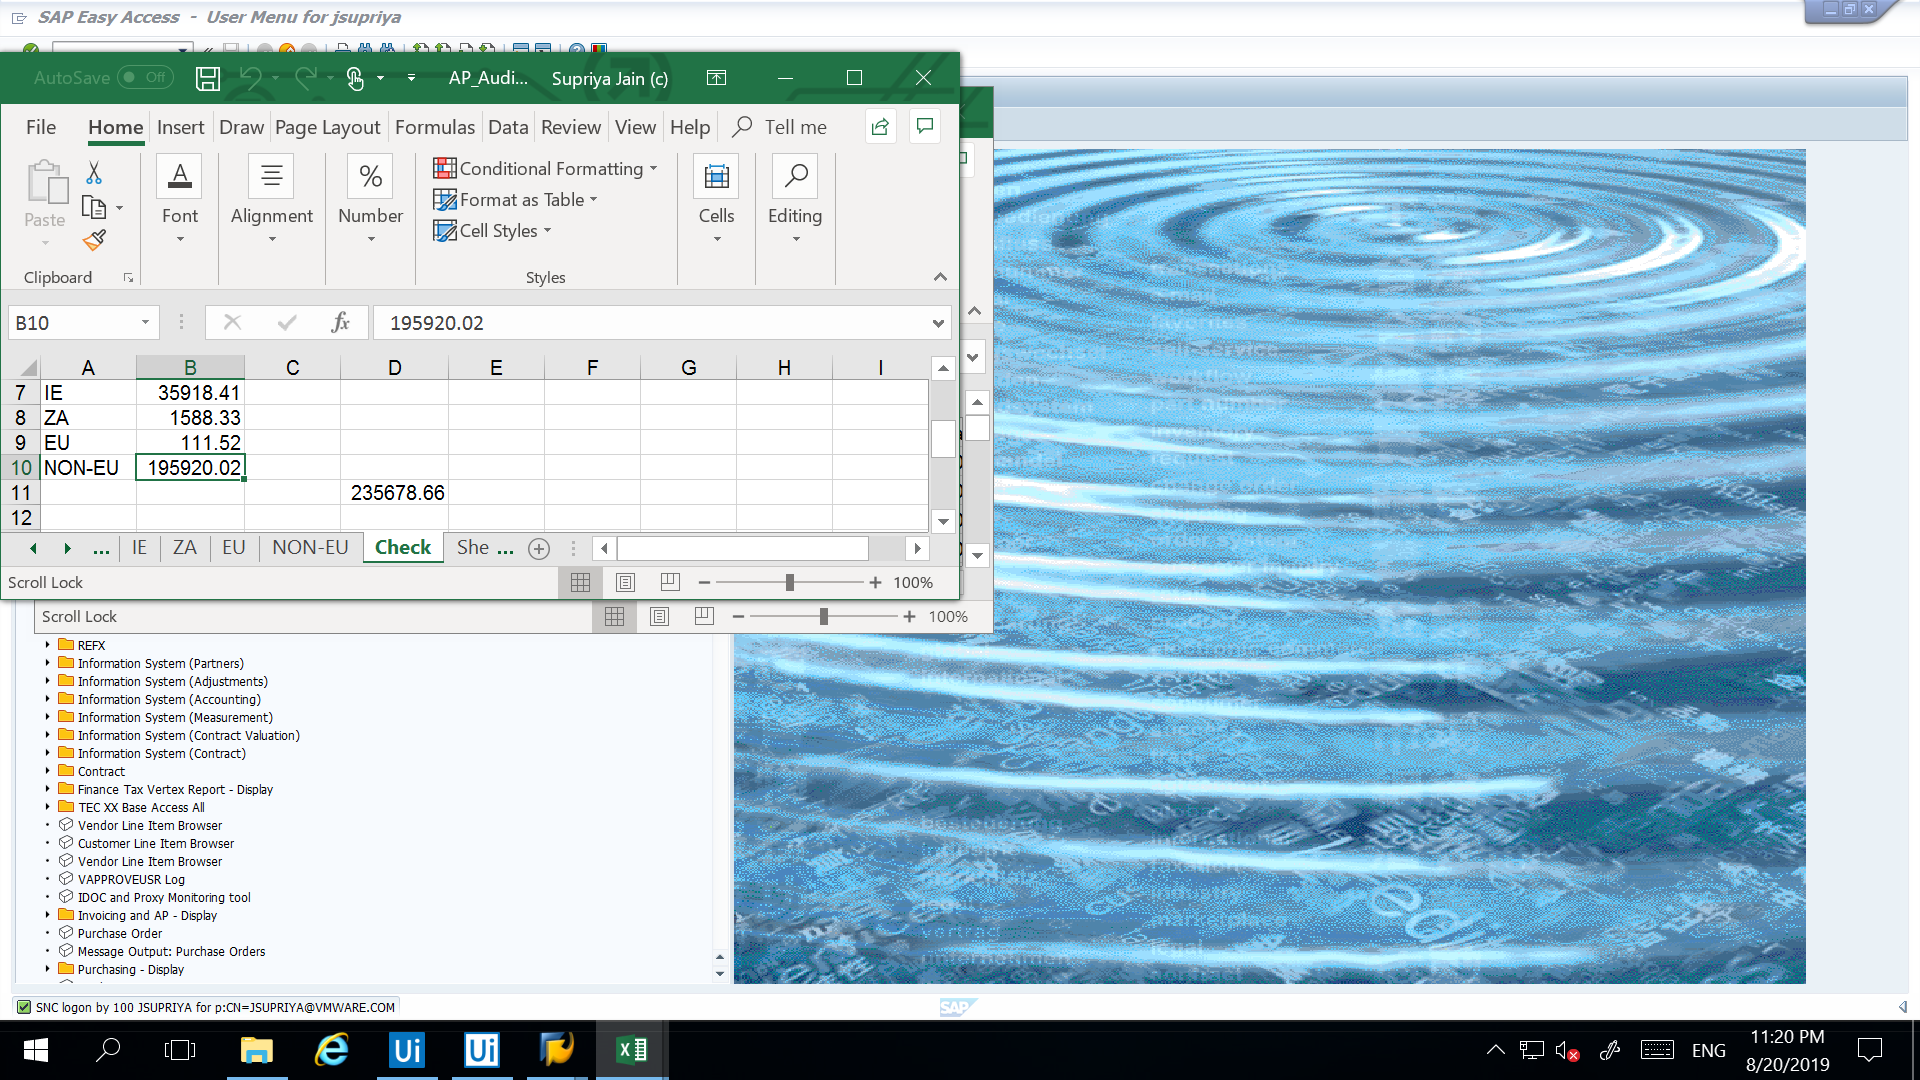 SAP Easy Access - User Menu for jsupriya
AutoSave Off AP_Audi... Supriya Jain (c)
File Home Insert Draw Page Layout Formulas Data Review View Help Tell me
Paste
Clipboard
Font
Alignment
%
Number
Conditional Formatting
Format as Table
Cell Styles
Styles
Cells
Editing
B10 fx 195920.02
A B C D E F G H I
7 IE 35918.41
8 ZA 1588.33
9 EU 111.52
10 NON-EU 195920.02
11 235678.66
12
... IE ZA EU NON-EU Check She ...
Scroll Lock 100%
Scroll Lock 100%
REFX
Information System (Partners)
Information System (Adjustments)
Information System (Accounting)
Information System (Measurement)
Information System (Contract Valuation)
Information System (Contract)
Contract
Finance Tax Vertex Report - Display
TEC XX Base Access All
Vendor Line Item Browser
Customer Line Item Browser
Vendor Line Item Browser
VAPPROVEUSR Log
IDOC and Proxy Monitoring tool
Invoicing and AP - Display
Purchase Order
Message Output: Purchase Orders
Purchasing - Display
SNC logon by 100 JSUPRIYA for p:CN=JSUPRIYA@VMWARE.COM
SAP
Ui Ui
ENG
11:20 PM
8/20/2019